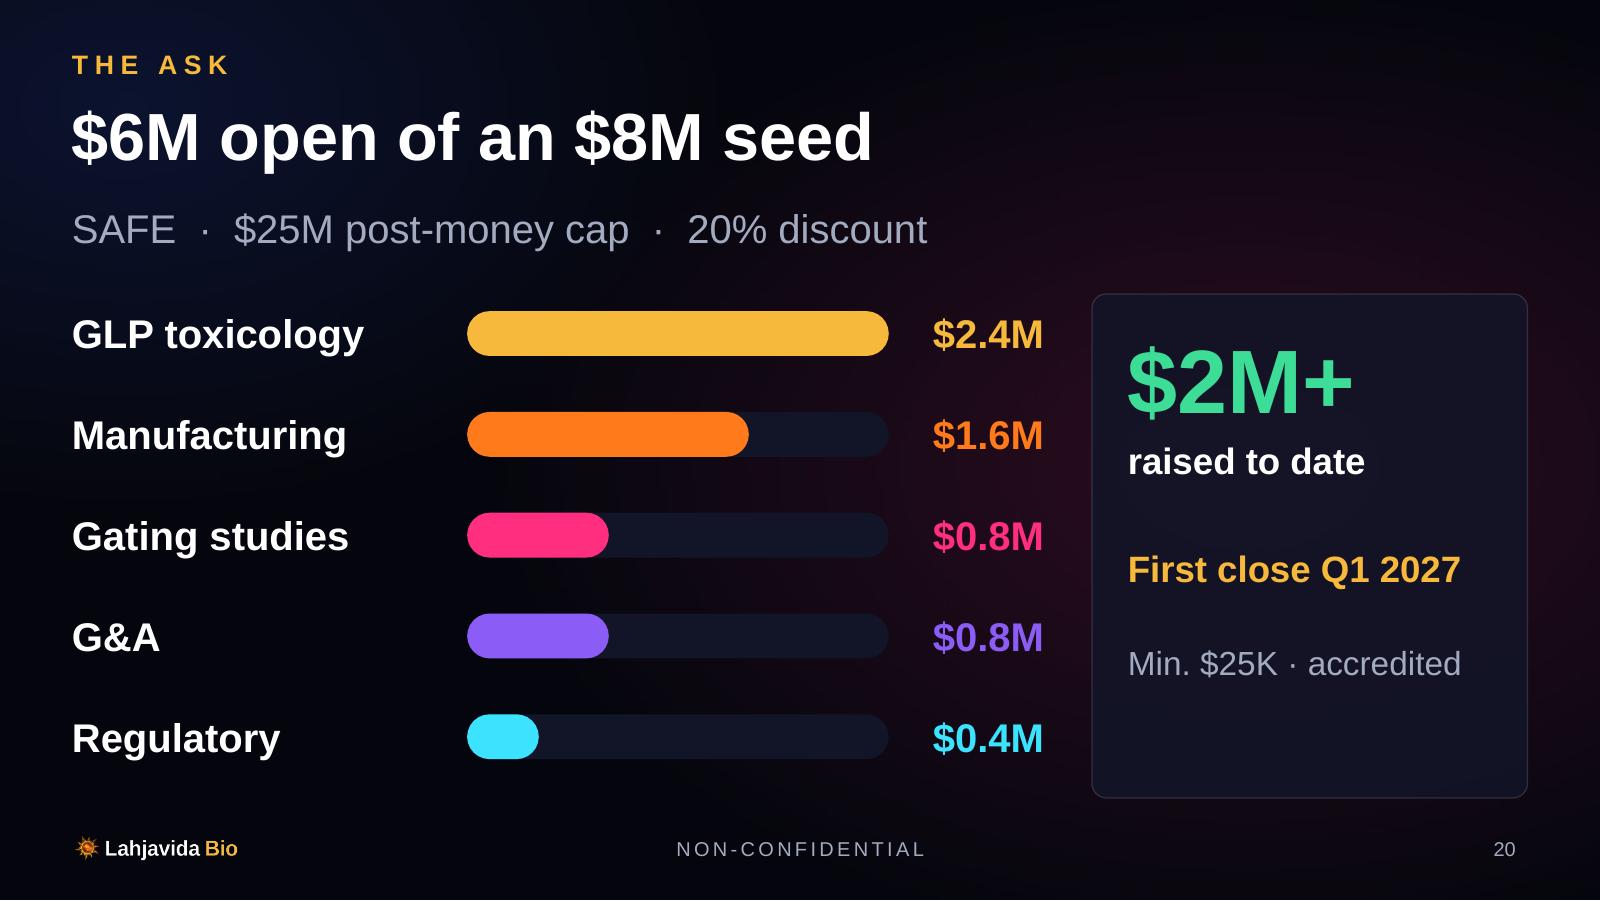 THE ASK
$6M open of an $8M seed
SAFE · $25M post-money cap · 20% discount
GLP toxicology $2.4M
Manufacturing $1.6M
Gating studies $0.8M
G&A $0.8M
Regulatory $0.4M
$2M+
raised to date
First close Q1 2027
Min. $25K · accredited
Lahjavida Bio
NON-CONFIDENTIAL
20